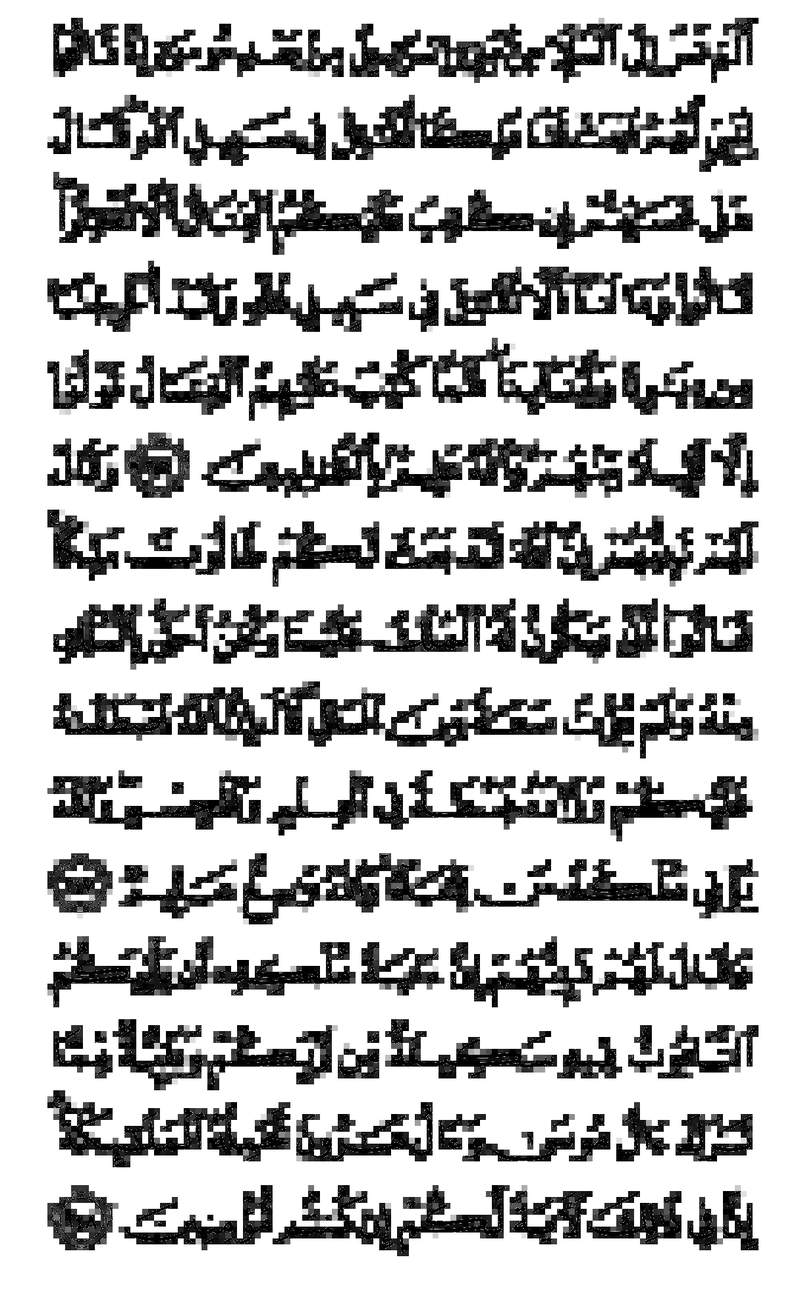 ألم تر إلى الملإ من بني إسرائيل من بعد موسى إذ قالوا
لنبي لهم ابعث لنا ملكا نقاتل في سبيل الله قال
هل عسيتم إن كتب عليكم القتال ألا تقاتلوا
قالوا وما لنا ألا نقاتل في سبيل الله وقد أخرجنا
من ديارنا وأبنائنا فلما كتب عليهم القتال تولوا
إلا قليلا منهم والله عليم بالظالمين وقال
لهم نبيهم إن الله قد بعث لكم طالوت ملكا
قالوا أنى يكون له الملك علينا ونحن أحق بالملك
منه ولم يؤت سعة من المال قال إن الله اصطفاه
عليكم وزاده بسطة في العلم والجسم والله
يؤتي ملكه من يشاء والله واسع عليم
وقال لهم نبيهم إن آية ملكه أن يأتيكم
التابوت فيه سكينة من ربكم وبقية مما
ترك آل موسى وآل هارون تحمله الملائكة
إن في ذلك لآية لكم إن كنتم مؤمنين